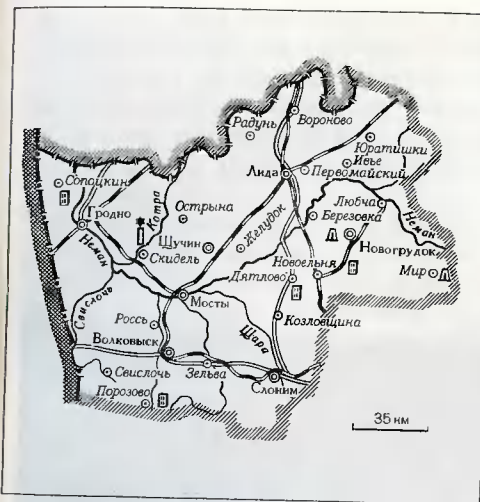 Радунь
Вороново
Юратишки
Ивье
Первомайский
Лида
Сопоцкин
Котра
Острына
Гродно
Любча
Березовка
Неман
Желудок
Щучин
Скидель
Новогрудок
Неман
Новоельня
Мир
Дятлово
Мосты
Свислочь
Россь
Щара
Козловщина
Волковыск
Свислочь
Зельва
Порозово
Слоним
35 км